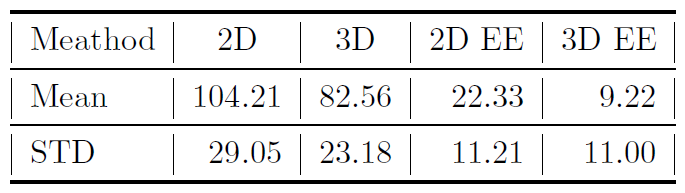 Meathod 2D 3D 2D EE 3D EE
Mean 104.21 82.56 22.33 9.22
STD 29.05 23.18 11.21 11.00